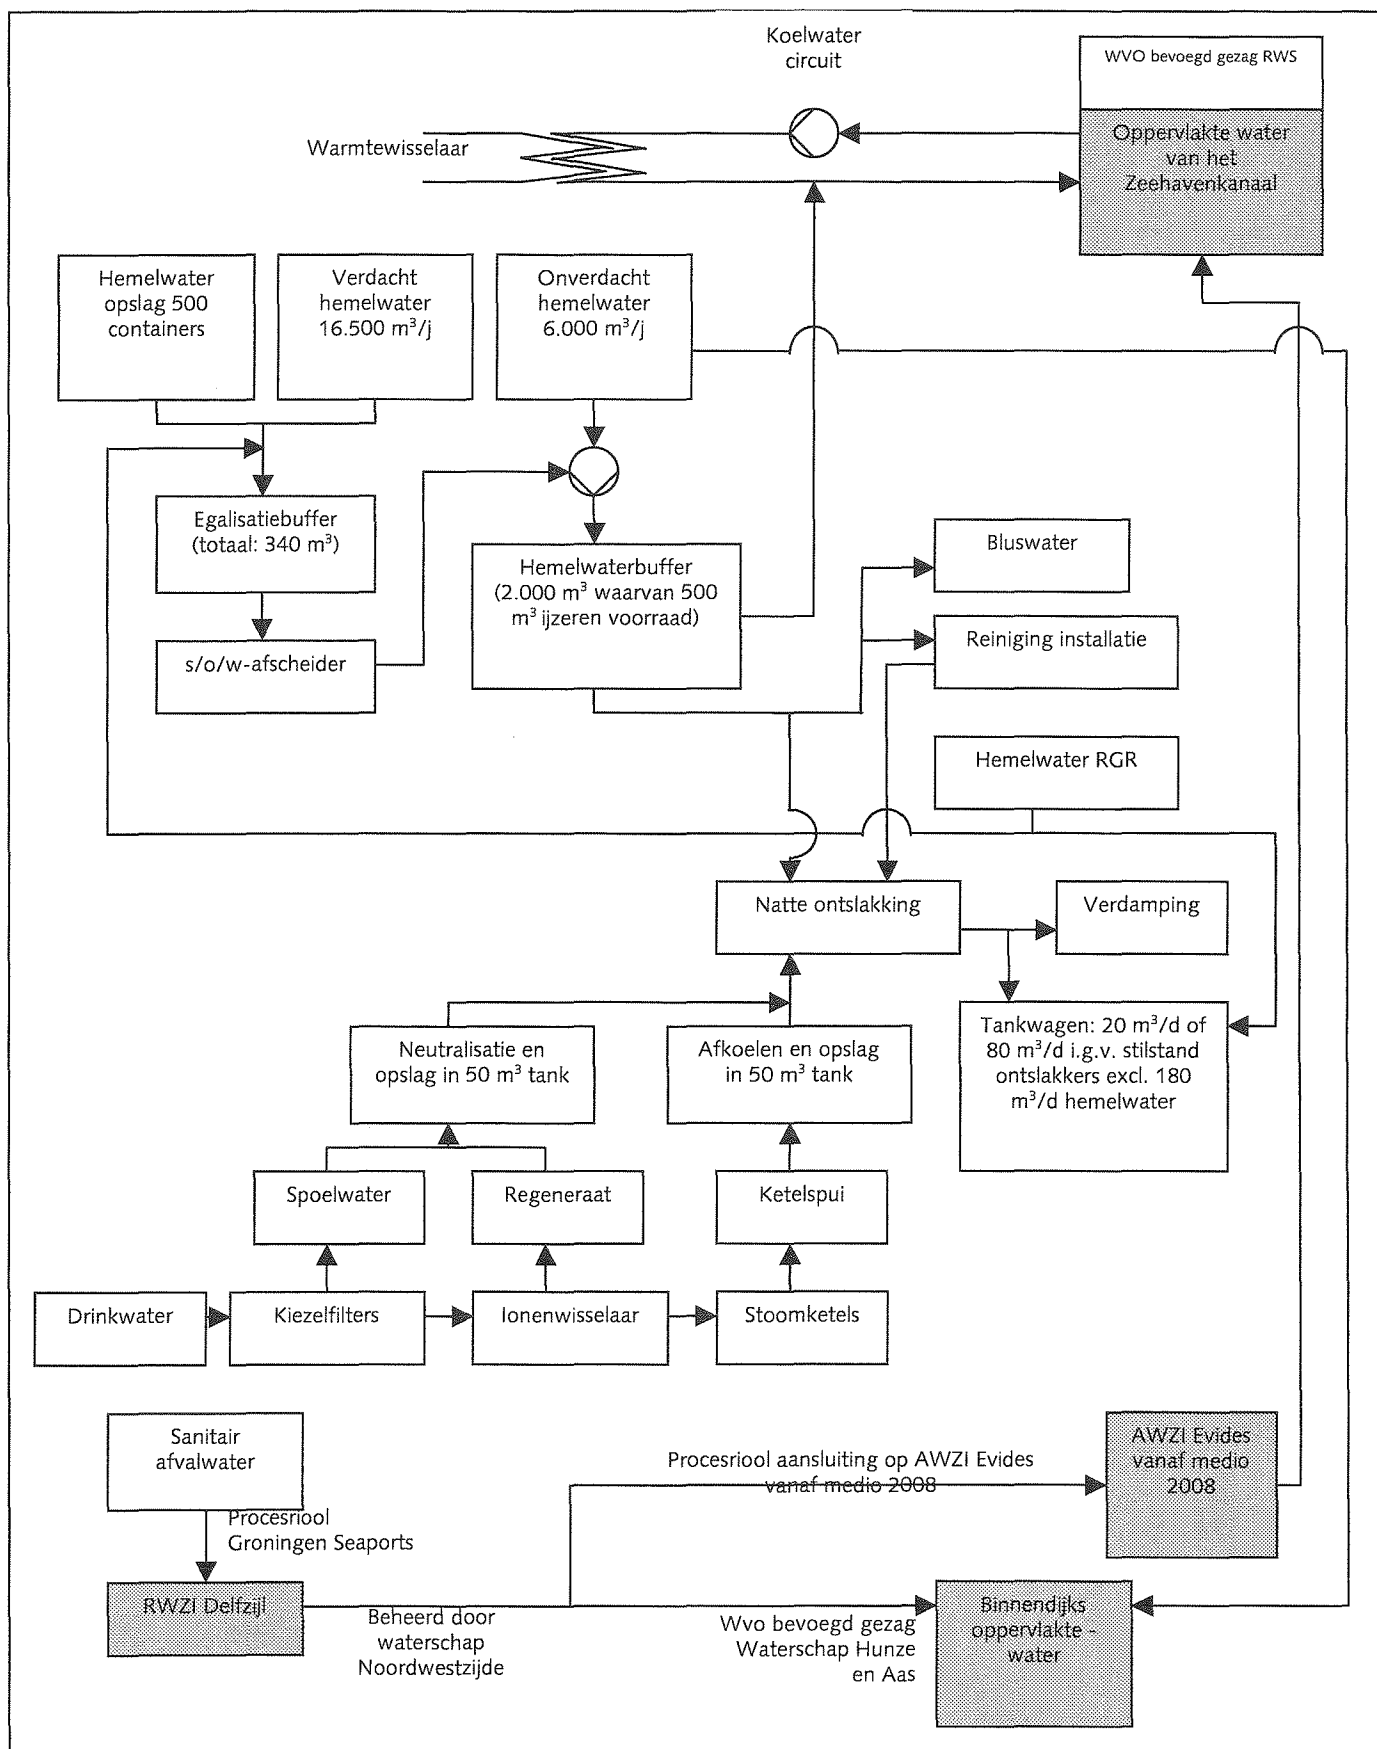 Koelwater
circuit
WVO bevoegd gezag RWS
Oppervlakte water
van het
Zeehavenkanaal
Warmtewisselaar
Hemelwater
opslag 500
containers
Verdacht
hemelwater
16.500 m³/j
Onverdacht
hemelwater
6.000 m³/j
Egalisatiebuffer
(totaal: 340 m³)
Hemelwaterbuffer
(2.000 m³ waarvan 500
m³ ijzeren voorraad)
Bluswater
s/o/w-afscheider
Reiniging installatie
Hemelwater RGR
Natte ontslakking
Verdamping
Neutralisatie en
opslag in 50 m³ tank
Afkoelen en opslag
in 50 m³ tank
Tankwagen: 20 m³/d of
80 m³/d i.g.v. stilstand
ontslakkers excl. 180
m³/d hemelwater
Spoelwater
Regeneraat
Ketelspui
Drinkwater
Kiezelfilters
Ionenwisselaar
Stoomketels
Sanitair
afvalwater
Procesriool aansluiting op AWZI Evides
vanaf medio 2008
AWZI Evides
vanaf medio
2008
Procesriool
Groningen Seaports
RWZI Delfzijl
Beheerd door
waterschap
Noordwestzijde
Wvo bevoegd gezag
Waterschap Hunze
en Aas
Binnendijks
oppervlakte -
water